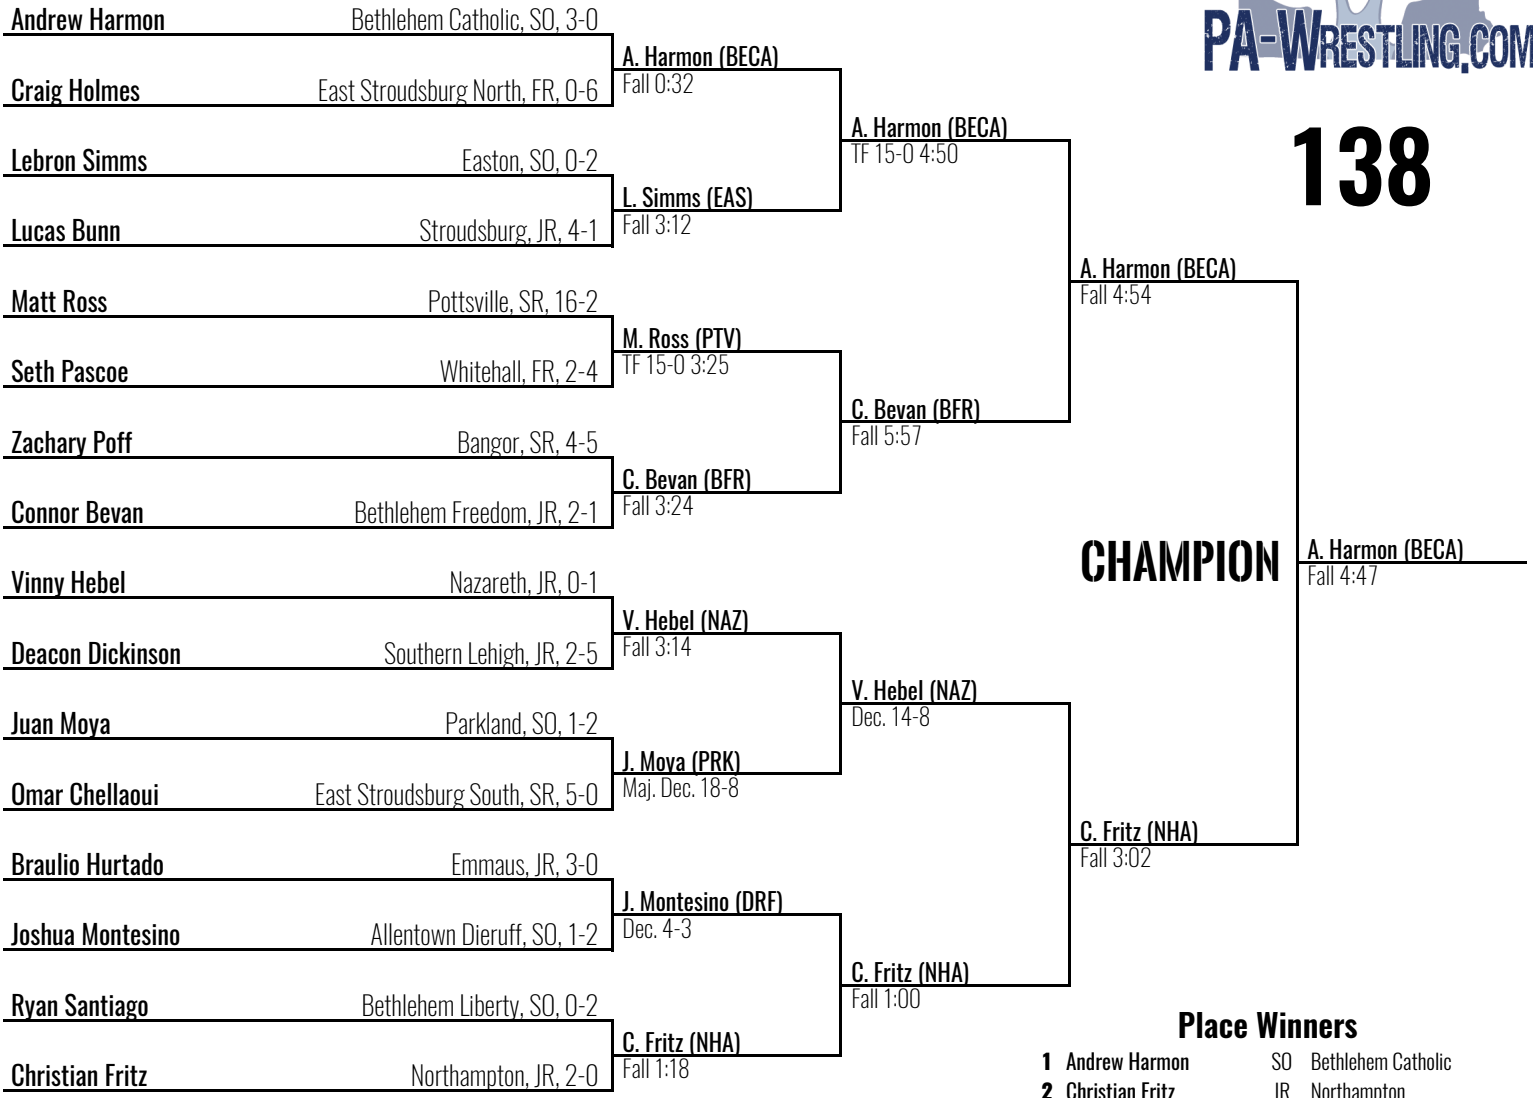 PA-WRESTLING.COM
138
Andrew Harmon Bethlehem Catholic, SO, 3-0
Craig Holmes East Stroudsburg North, FR, 0-6
Lebron Simms Easton, SO, 0-2
Lucas Bunn Stroudsburg, JR, 4-1
Matt Ross Pottsville, SR, 16-2
Seth Pascoe Whitehall, FR, 2-4
Zachary Poff Bangor, SR, 4-5
Connor Bevan Bethlehem Freedom, JR, 2-1
Vinny Hebel Nazareth, JR, 0-1
Deacon Dickinson Southern Lehigh, JR, 2-5
Juan Moya Parkland, SO, 1-2
Omar Chellaoui East Stroudsburg South, SR, 5-0
Braulio Hurtado Emmaus, JR, 3-0
Joshua Montesino Allentown Dieruff, SO, 1-2
Ryan Santiago Bethlehem Liberty, SO, 0-2
Christian Fritz Northampton, JR, 2-0
A. Harmon (BECA)
Fall 0:32
L. Simms (EAS)
Fall 3:12
M. Ross (PTV)
TF 15-0 3:25
C. Bevan (BFR)
Fall 3:24
V. Hebel (NAZ)
Fall 3:14
J. Moya (PRK)
Maj. Dec. 18-8
J. Montesino (DRF)
Dec. 4-3
C. Fritz (NHA)
Fall 1:18
A. Harmon (BECA)
TF 15-0 4:50
C. Bevan (BFR)
Fall 5:57
V. Hebel (NAZ)
Dec. 14-8
C. Fritz (NHA)
Fall 1:00
A. Harmon (BECA)
Fall 4:54
C. Fritz (NHA)
Fall 3:02
CHAMPION
A. Harmon (BECA)
Fall 4:47
Place Winners
1 Andrew Harmon SO Bethlehem Catholic
2 Christian Fritz JR Northampton